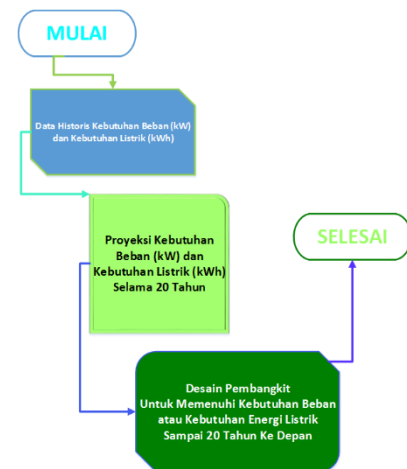 MULAI
Data Historis Kebutuhan Beban (kW)
dan Kebutuhan Listrik (kWh)
Proyeksi Kebutuhan
Beban (kW) dan
Kebutuhan Listrik (kWh)
Selama 20 Tahun
SELESAI
Desain Pembangkit
Untuk Memenuhi Kebutuhan Beban
atau Kebutuhan Energi Listrik
Sampai 20 Tahun Ke Depan